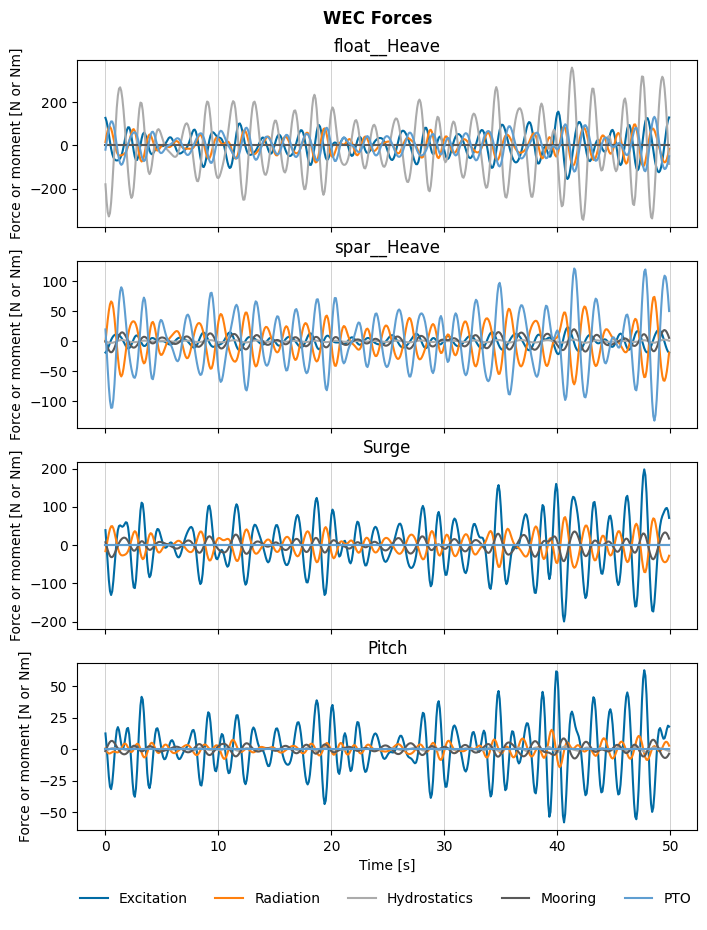 WEC Forces
float__Heave
Force or moment [N or Nm]
200
0
−200
spar__Heave
Force or moment [N or Nm]
100
50
0
−50
−100
Surge
Force or moment [N or Nm]
200
100
0
−100
−200
Pitch
Force or moment [N or Nm]
50
25
0
−25
−50
0 10 20 30 40 50
Time [s]
Excitation Radiation Hydrostatics Mooring PTO